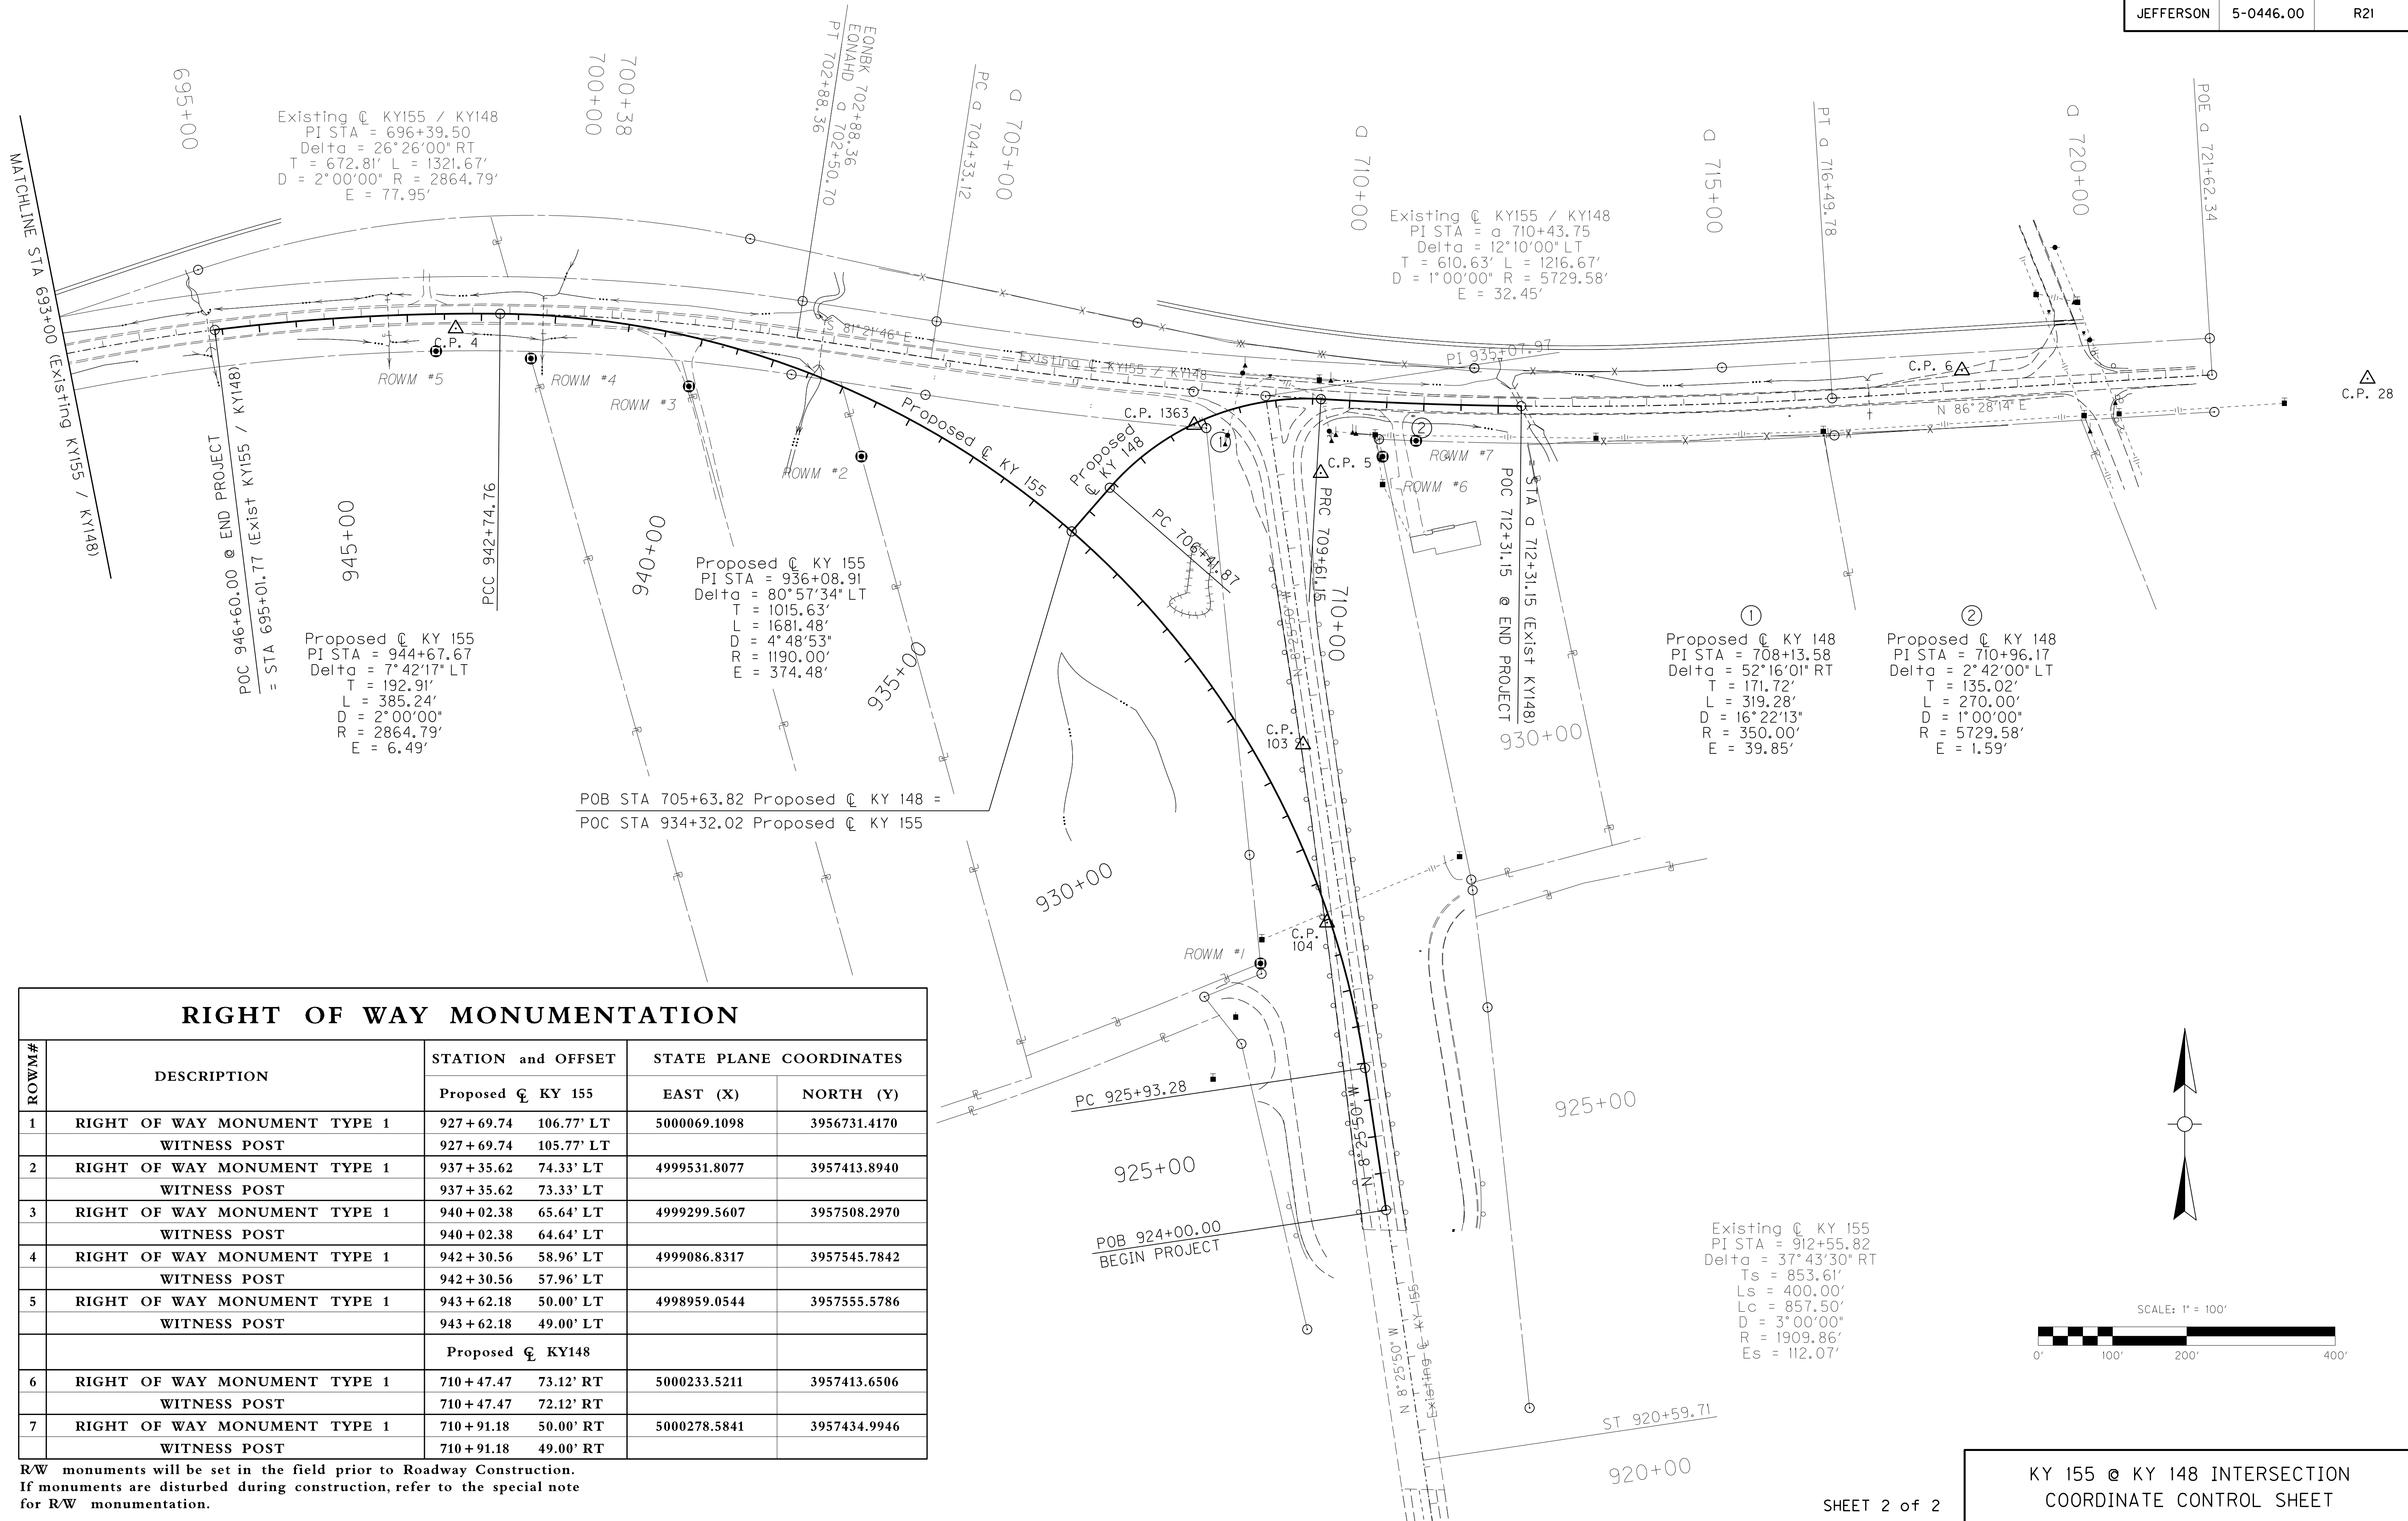 JEFFERSON 5-0446.00 R21
MATCHLINE STA 693+00 (Existing KY155 / KY148)
695+00
Existing ℄ KY155 / KY148
PI STA = 696+39.50
Delta = 26°26'00" RT
T = 672.81' L = 1321.67'
D = 2°00'00" R = 2864.79'
E = 77.95'
700+00
700+38
PT 702+88.36
EQNAHD a 702+50.70
EQNBK 702+88.36
PC a 704+33.12
a 705+00
a 710+00
Existing ℄ KY155 / KY148
PI STA = a 710+43.75
Delta = 12°10'00" LT
T = 610.63' L = 1216.67'
D = 1°00'00" R = 5729.58'
E = 32.45'
a 715+00
PT a 716+49.78
a 720+00
POE a 721+62.34
S 81°21'46" E
Existing ℄ KY155 / KY148
PI 935+07.97
N 86°28'14" E
C.P. 4
C.P. 1363
C.P. 5
C.P. 6
C.P. 28
ROWM #5
ROWM #4
ROWM #3
ROWM #2
ROWM #7
ROWM #6
1
2
Proposed ℄ KY 155
Proposed
℄ KY 148
POC 946+60.00 @ END PROJECT
= STA 695+01.77 (Exist KY155 / KY148)
945+00
PCC 942+74.76
940+00
935+00
PC 706+41.87
PRC 709+61.15
710+00
POC 712+31.15 @ END PROJECT
= STA a 712+31.15 (Exist KY148)
930+00
N 8°25'50" W
Proposed ℄ KY 155
PI STA = 944+67.67
Delta = 7°42'17" LT
T = 192.91'
L = 385.24'
D = 2°00'00"
R = 2864.79'
E = 6.49'
Proposed ℄ KY 155
PI STA = 936+08.91
Delta = 80°57'34" LT
T = 1015.63'
L = 1681.48'
D = 4°48'53"
R = 1190.00'
E = 374.48'
1
Proposed ℄ KY 148
PI STA = 708+13.58
Delta = 52°16'01" RT
T = 171.72'
L = 319.28'
D = 16°22'13"
R = 350.00'
E = 39.85'
2
Proposed ℄ KY 148
PI STA = 710+96.17
Delta = 2°42'00" LT
T = 135.02'
L = 270.00'
D = 1°00'00"
R = 5729.58'
E = 1.59'
POB STA 705+63.82 Proposed ℄ KY 148 =
POC STA 934+32.02 Proposed ℄ KY 155
C.P.
103
930+00
C.P.
104
ROWM #1
PC 925+93.28
925+00
925+00
N 8°25'50" W
POB 924+00.00
BEGIN PROJECT
Existing ℄ KY 155
PI STA = 912+55.82
Delta = 37°43'30" RT
Ts = 853.61'
Ls = 400.00'
Lc = 857.50'
D = 3°00'00"
R = 1909.86'
Es = 112.07'
N 8°25'50" W
Existing ℄ KY 155
ST 920+59.71
920+00
RIGHT OF WAY MONUMENTATION
ROWM# DESCRIPTION STATION and OFFSET STATE PLANE COORDINATES
Proposed ℄ KY 155 EAST (X) NORTH (Y)
1 RIGHT OF WAY MONUMENT TYPE 1 927+69.74 106.77' LT 5000069.1098 3956731.4170
WITNESS POST 927+69.74 105.77' LT
2 RIGHT OF WAY MONUMENT TYPE 1 937+35.62 74.33' LT 4999531.8077 3957413.8940
WITNESS POST 937+35.62 73.33' LT
3 RIGHT OF WAY MONUMENT TYPE 1 940+02.38 65.64' LT 4999299.5607 3957508.2970
WITNESS POST 940+02.38 64.64' LT
4 RIGHT OF WAY MONUMENT TYPE 1 942+30.56 58.96' LT 4999086.8317 3957545.7842
WITNESS POST 942+30.56 57.96' LT
5 RIGHT OF WAY MONUMENT TYPE 1 943+62.18 50.00' LT 4998959.0544 3957555.5786
WITNESS POST 943+62.18 49.00' LT
Proposed ℄ KY148
6 RIGHT OF WAY MONUMENT TYPE 1 710+47.47 73.12' RT 5000233.5211 3957413.6506
WITNESS POST 710+47.47 72.12' RT
7 RIGHT OF WAY MONUMENT TYPE 1 710+91.18 50.00' RT 5000278.5841 3957434.9946
WITNESS POST 710+91.18 49.00' RT
R/W monuments will be set in the field prior to Roadway Construction.
If monuments are disturbed during construction, refer to the special note
for R/W monumentation.
SCALE: 1" = 100'
0' 100' 200' 400'
SHEET 2 of 2
KY 155 @ KY 148 INTERSECTION
COORDINATE CONTROL SHEET